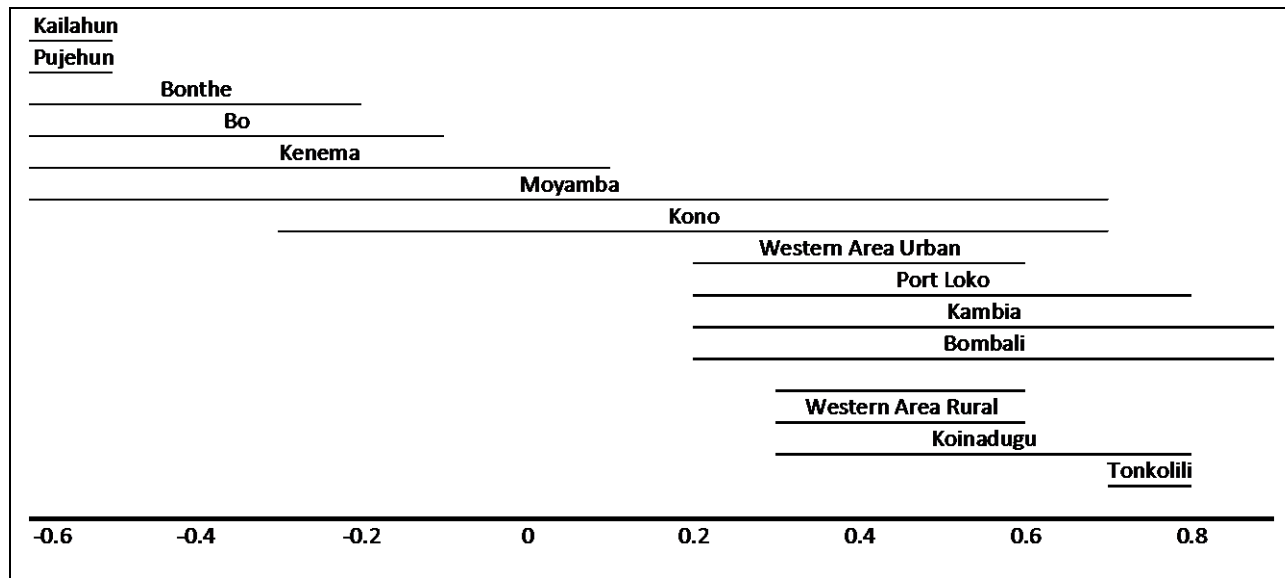 Kailahun
Pujehun
Bonthe
Bo
Kenema
Moyamba
Kono
Western Area Urban
Port Loko
Kambia
Bombali
Western Area Rural
Koinadugu
Tonkolili
-0.6 -0.4 -0.2 0 0.2 0.4 0.6 0.8